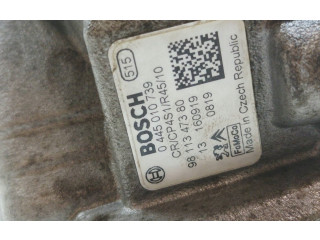 515
BOSCH
0 445 010 739
CR/CP4S1/R45/10
98 113 473 80
13 160919 0819
FoMoCo
Made in Czech Republic